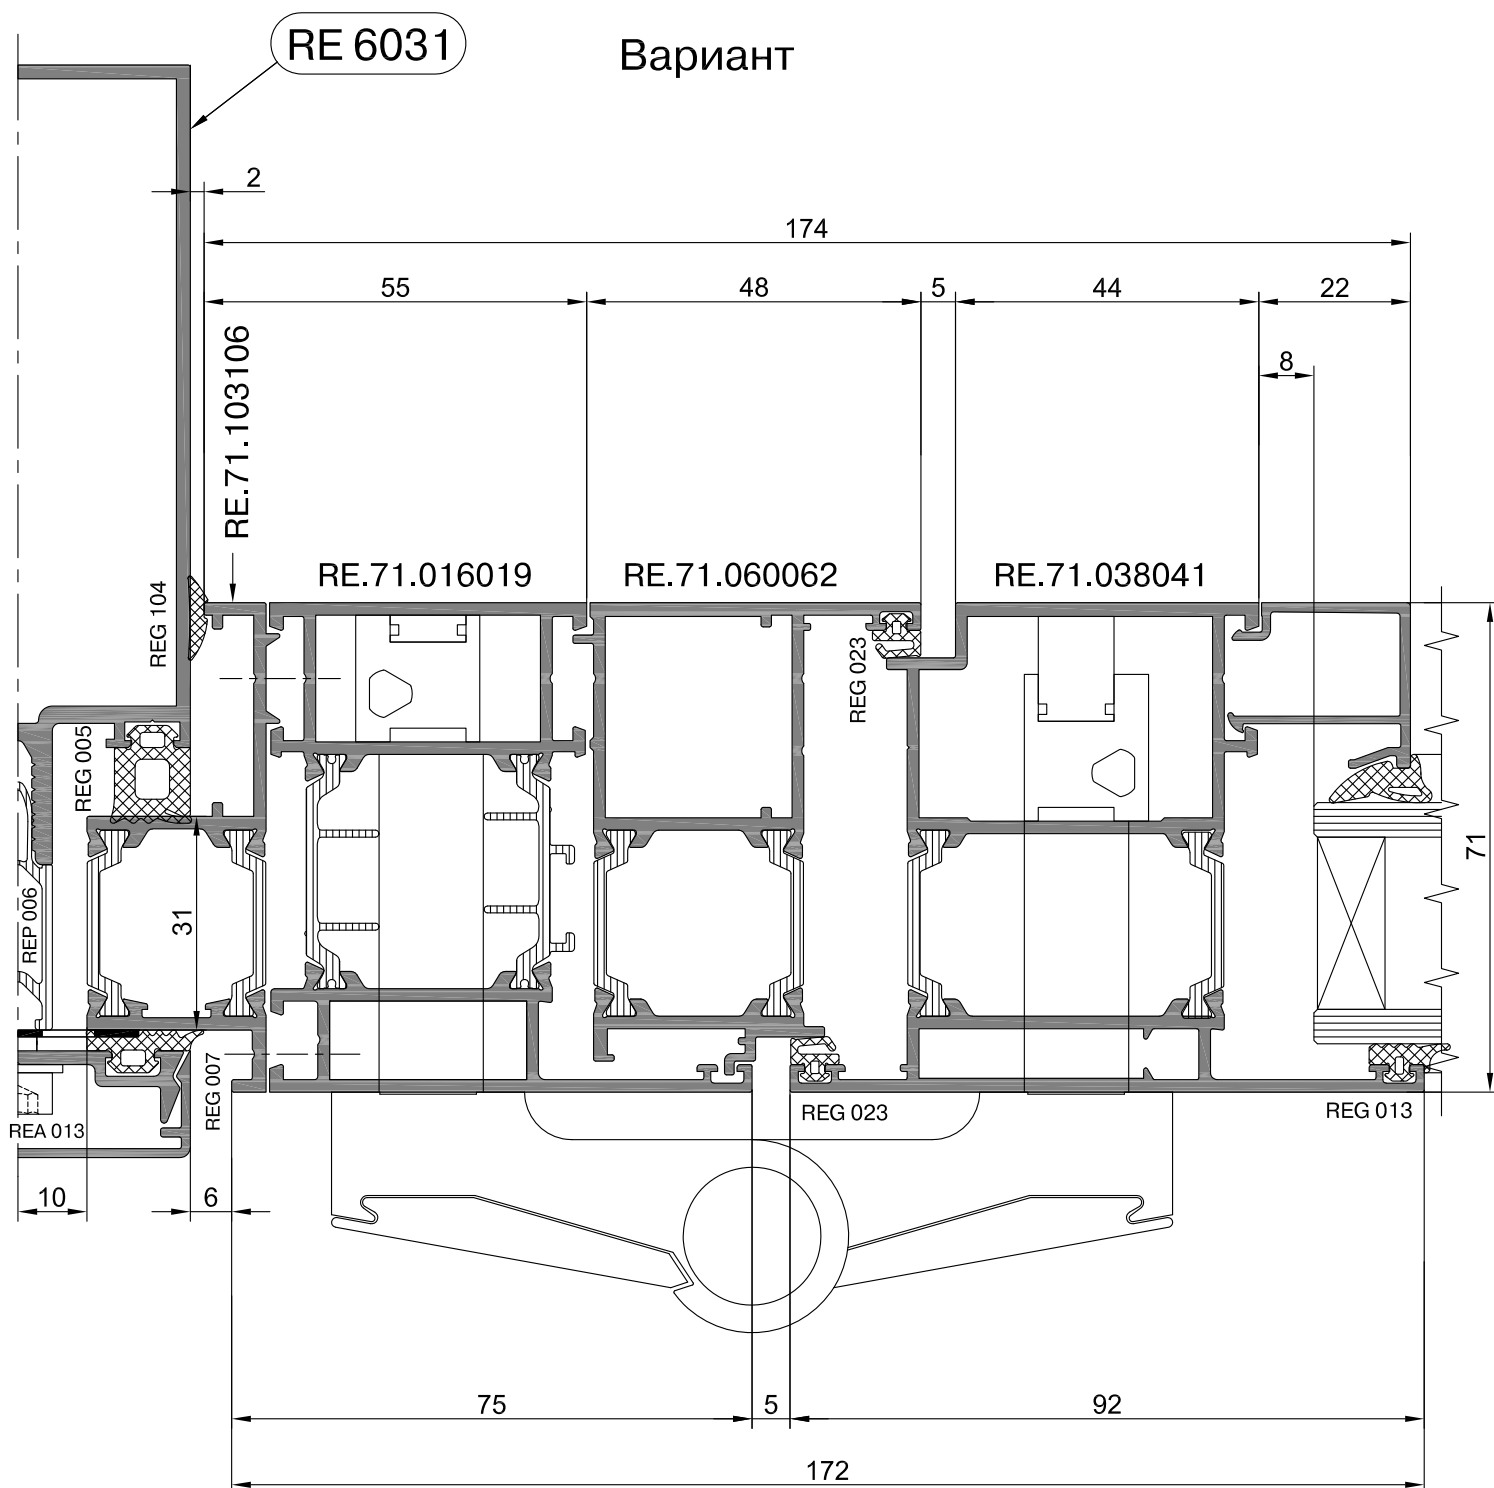 RE 6031
Вариант
2
174
55
48
5
44
22
8
RE.71.103106
RE.71.016019
RE.71.060062
RE.71.038041
REG 104
REG 023
REG 005
71
REP 006
31
REG 007
REA 013
REG 023
REG 013
10
6
75
5
92
172